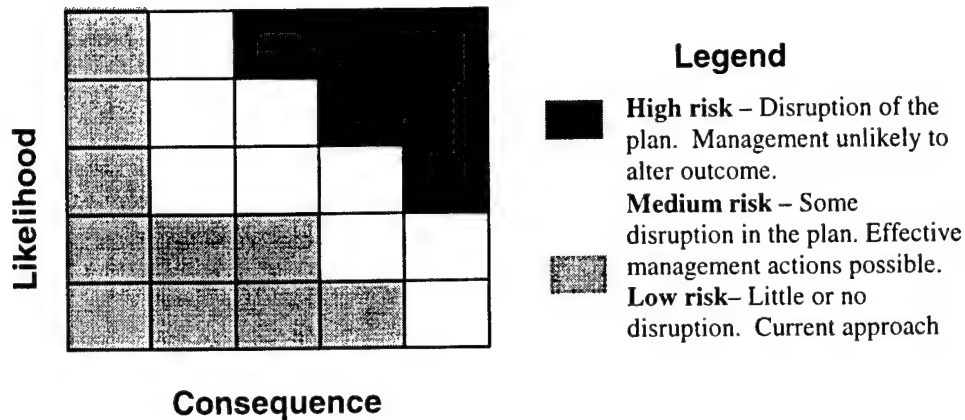 Likelihood
Consequence
Legend
High risk – Disruption of the
plan. Management unlikely to
alter outcome.
Medium risk – Some
disruption in the plan. Effective
management actions possible.
Low risk– Little or no
disruption. Current approach